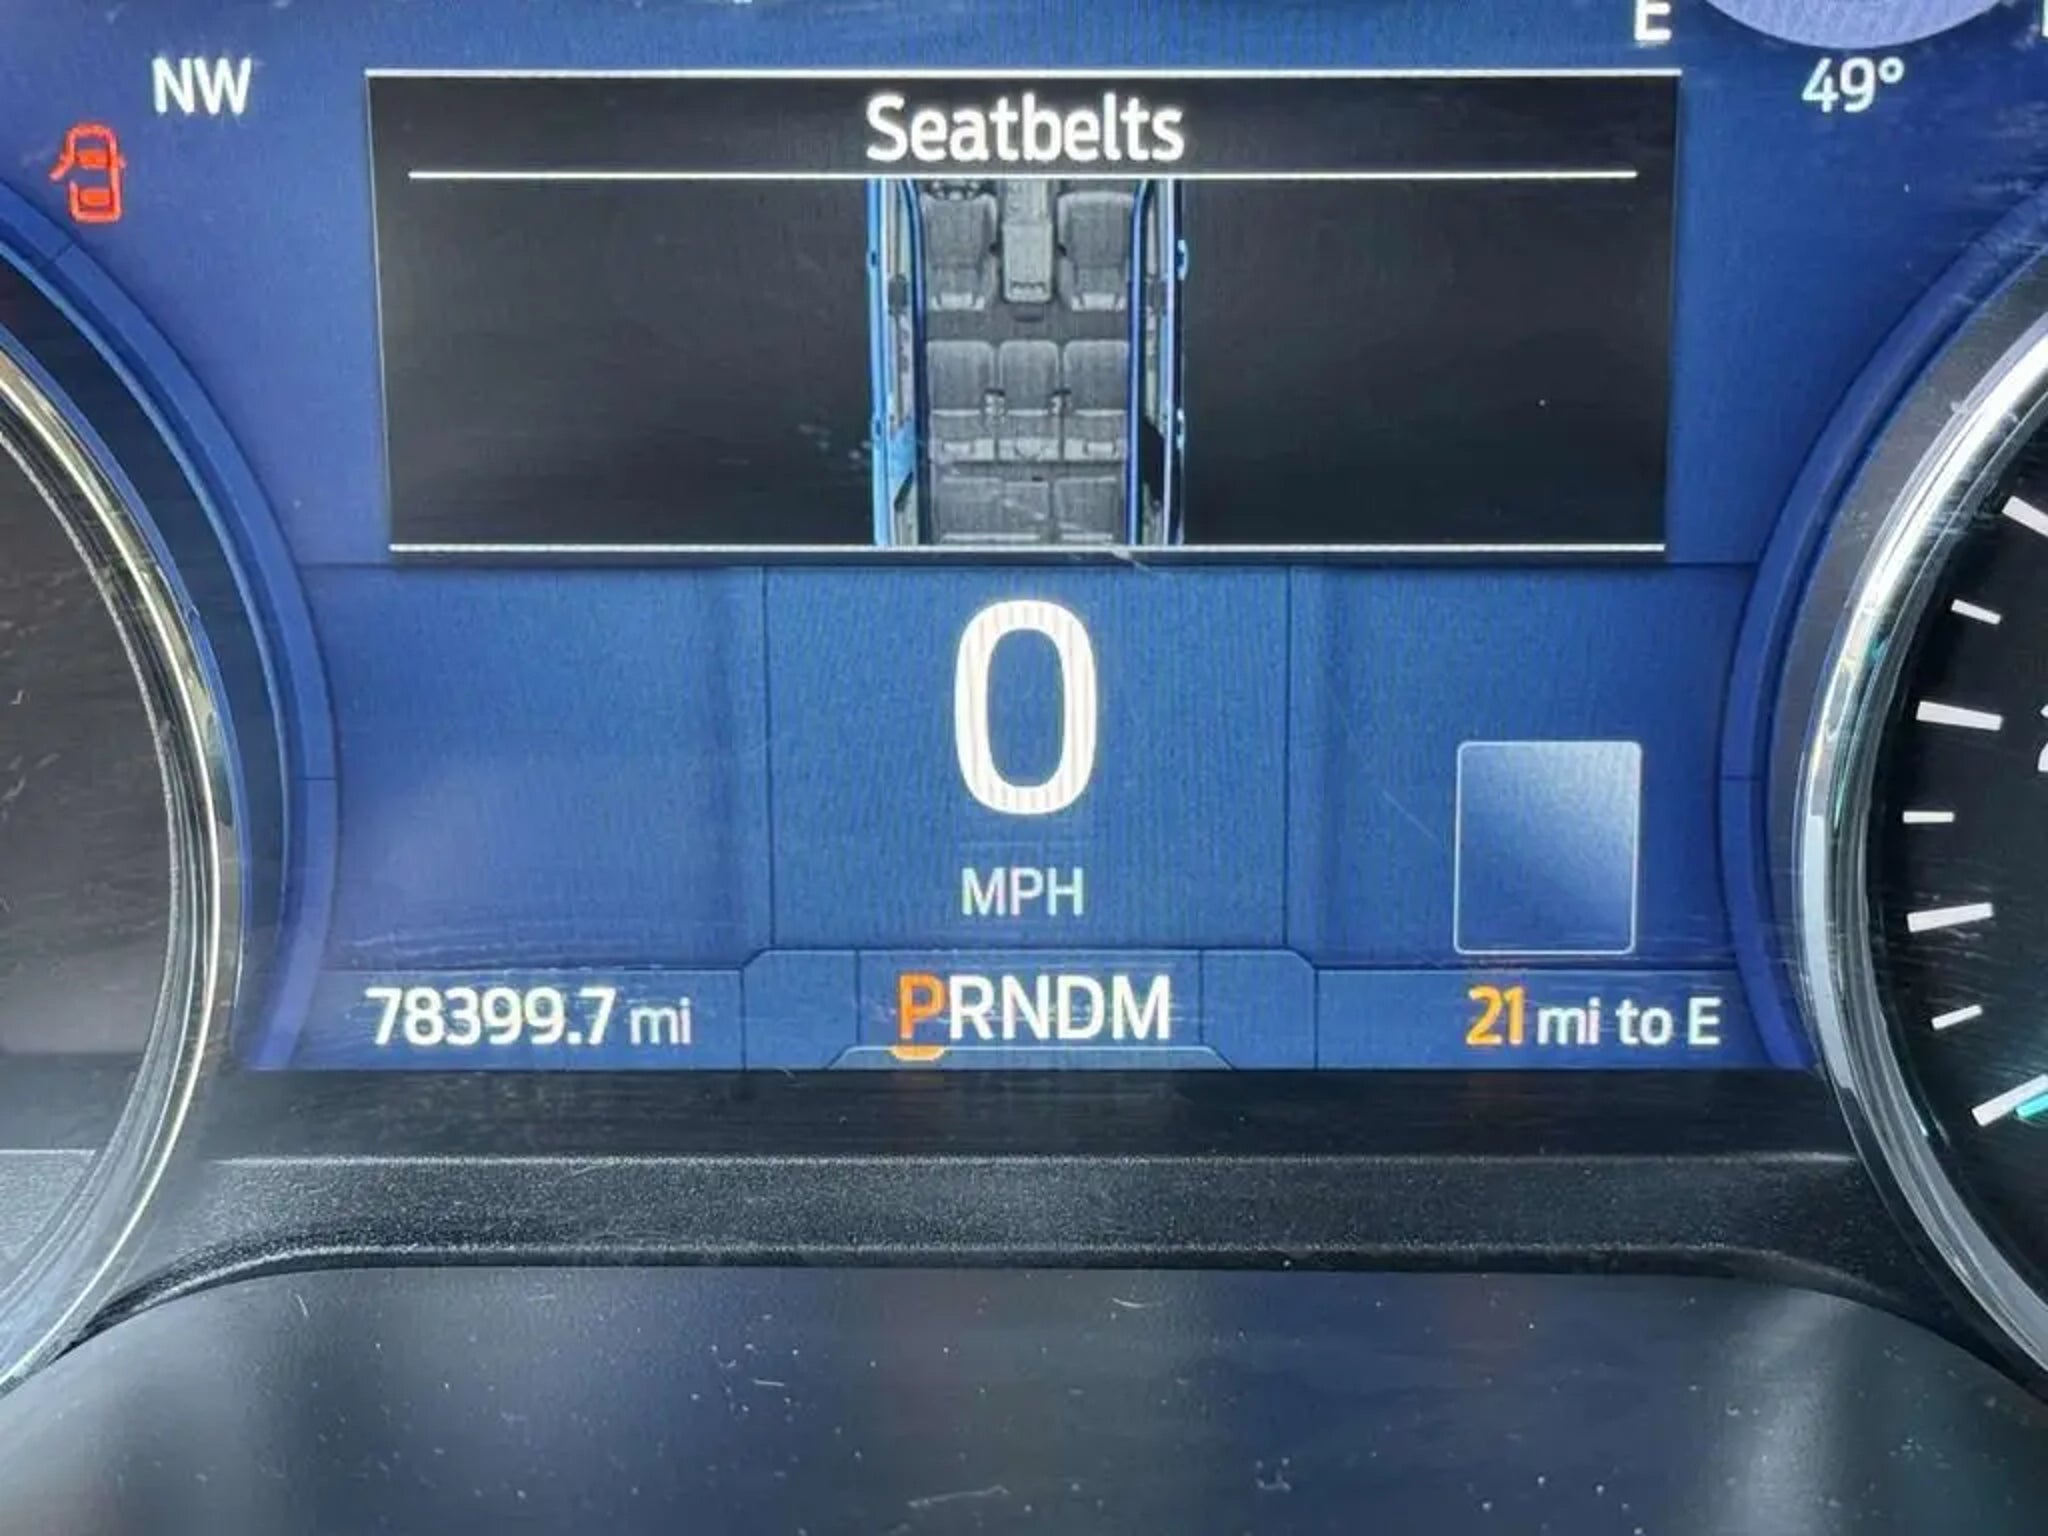 E
NW
49°
Seatbelts
0
MPH
78399.7 mi
PRNDM
21 mi to E